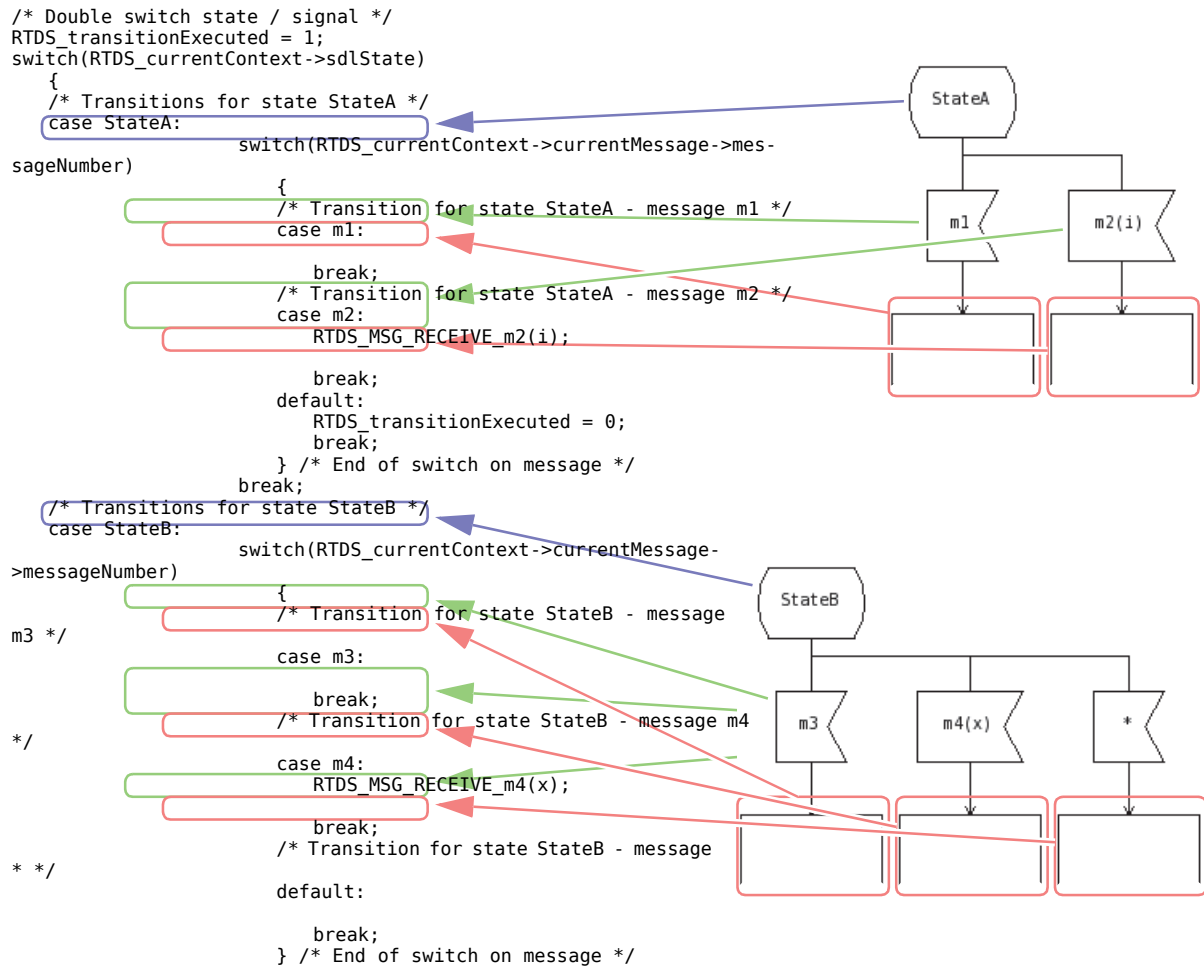 /* Double switch state / signal */
RTDS_transitionExecuted = 1;
switch(RTDS_currentContext->sdlState)
{
/* Transitions for state StateA */
case StateA:
switch(RTDS_currentContext->currentMessage->mes-
sageNumber)
{
/* Transition for state StateA - message m1 */
case m1:
break;
/* Transition for state StateA - message m2 */
case m2:
RTDS_MSG_RECEIVE_m2(i);
break;
default:
RTDS_transitionExecuted = 0;
break;
} /* End of switch on message */
break;
/* Transitions for state StateB */
case StateB:
switch(RTDS_currentContext->currentMessage-
>messageNumber)
{
/* Transition for state StateB - message
m3 */
case m3:
break;
/* Transition for state StateB - message m4
*/
case m4:
RTDS_MSG_RECEIVE_m4(x);
break;
/* Transition for state StateB - message
* */
default:
break;
} /* End of switch on message */
StateA
m1
m2(i)
StateB
m3
m4(x)
*